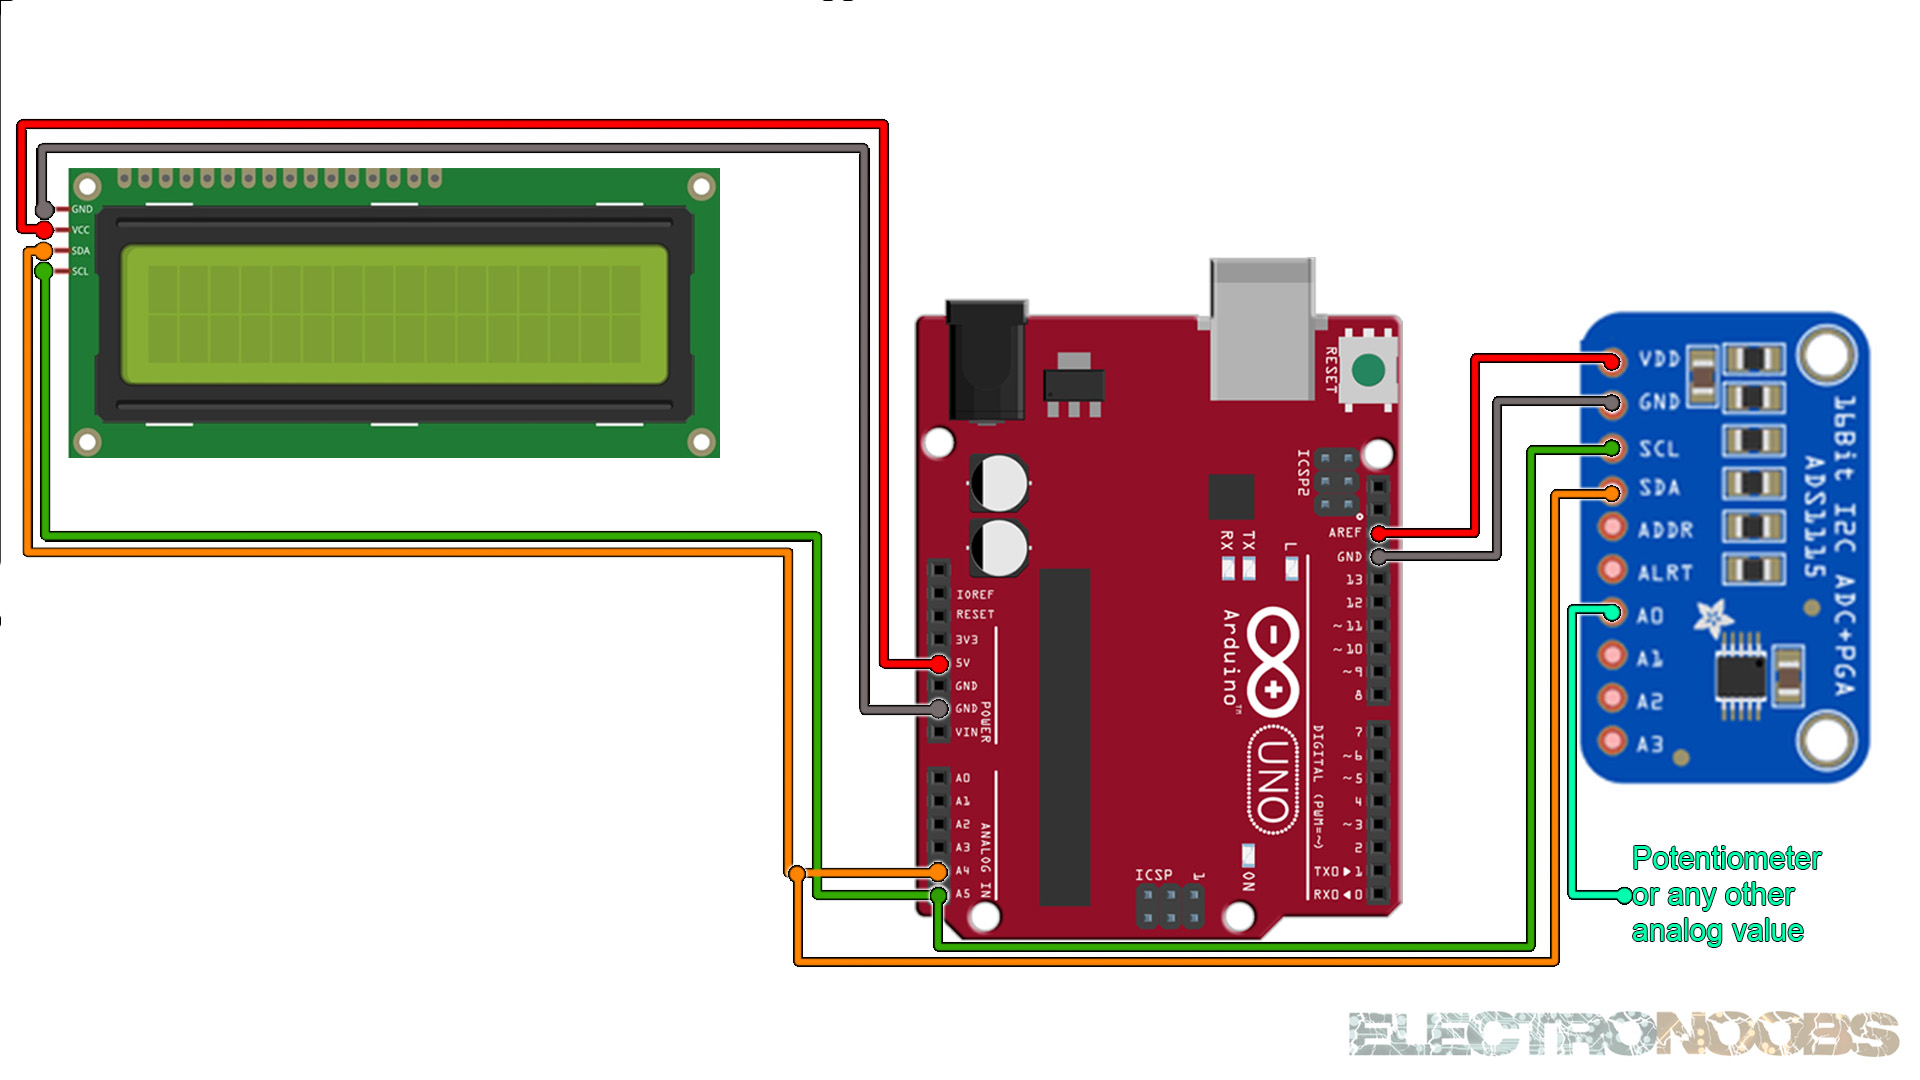 GND
VCC
SDA
SCL
RESET
ICSP2
AREF
GND
13
12
~11
~10
~9
8
7
~6
~5
4
~3
2
TX0▶1
RX0◀0
RX
TX
L
IOREF
RESET
3V3
5V
GND
GND
VIN
POWER
A0
A1
A2
A3
A4
A5
ANALOG IN
Arduino™
UNO
DIGITAL (PWM=~)
ICSP
1
ON
VDD
GND
SCL
SDA
ADDR
ALRT
A0
A1
A2
A3
16Bit I2C ADC+PGA
ADS1115
Potentiometer
or any other
analog value
ELECTRONOOBS